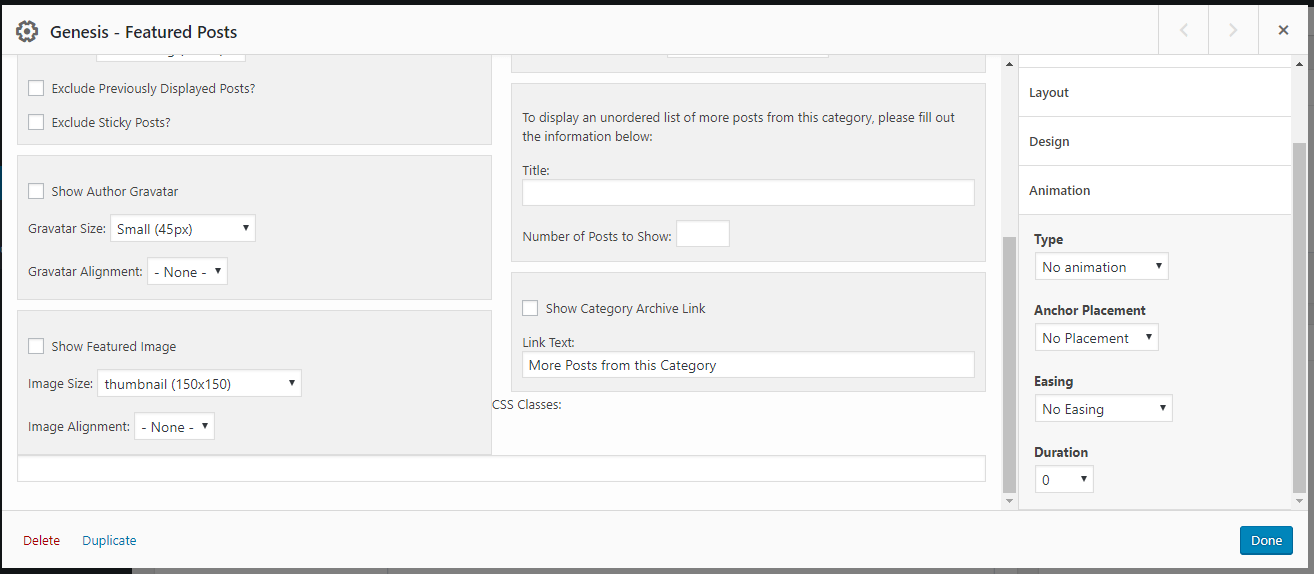 Genesis - Featured Posts
Exclude Previously Displayed Posts?
Exclude Sticky Posts?
Show Author Gravatar
Gravatar Size: Small (45px)
Gravatar Alignment: - None -
Show Featured Image
Image Size: thumbnail (150x150)
Image Alignment: - None -
To display an unordered list of more posts from this category, please fill out
the information below:
Title:
Number of Posts to Show:
Show Category Archive Link
Link Text:
More Posts from this Category
CSS Classes:
Layout
Design
Animation
Type
No animation
Anchor Placement
No Placement
Easing
No Easing
Duration
0
Delete Duplicate
Done